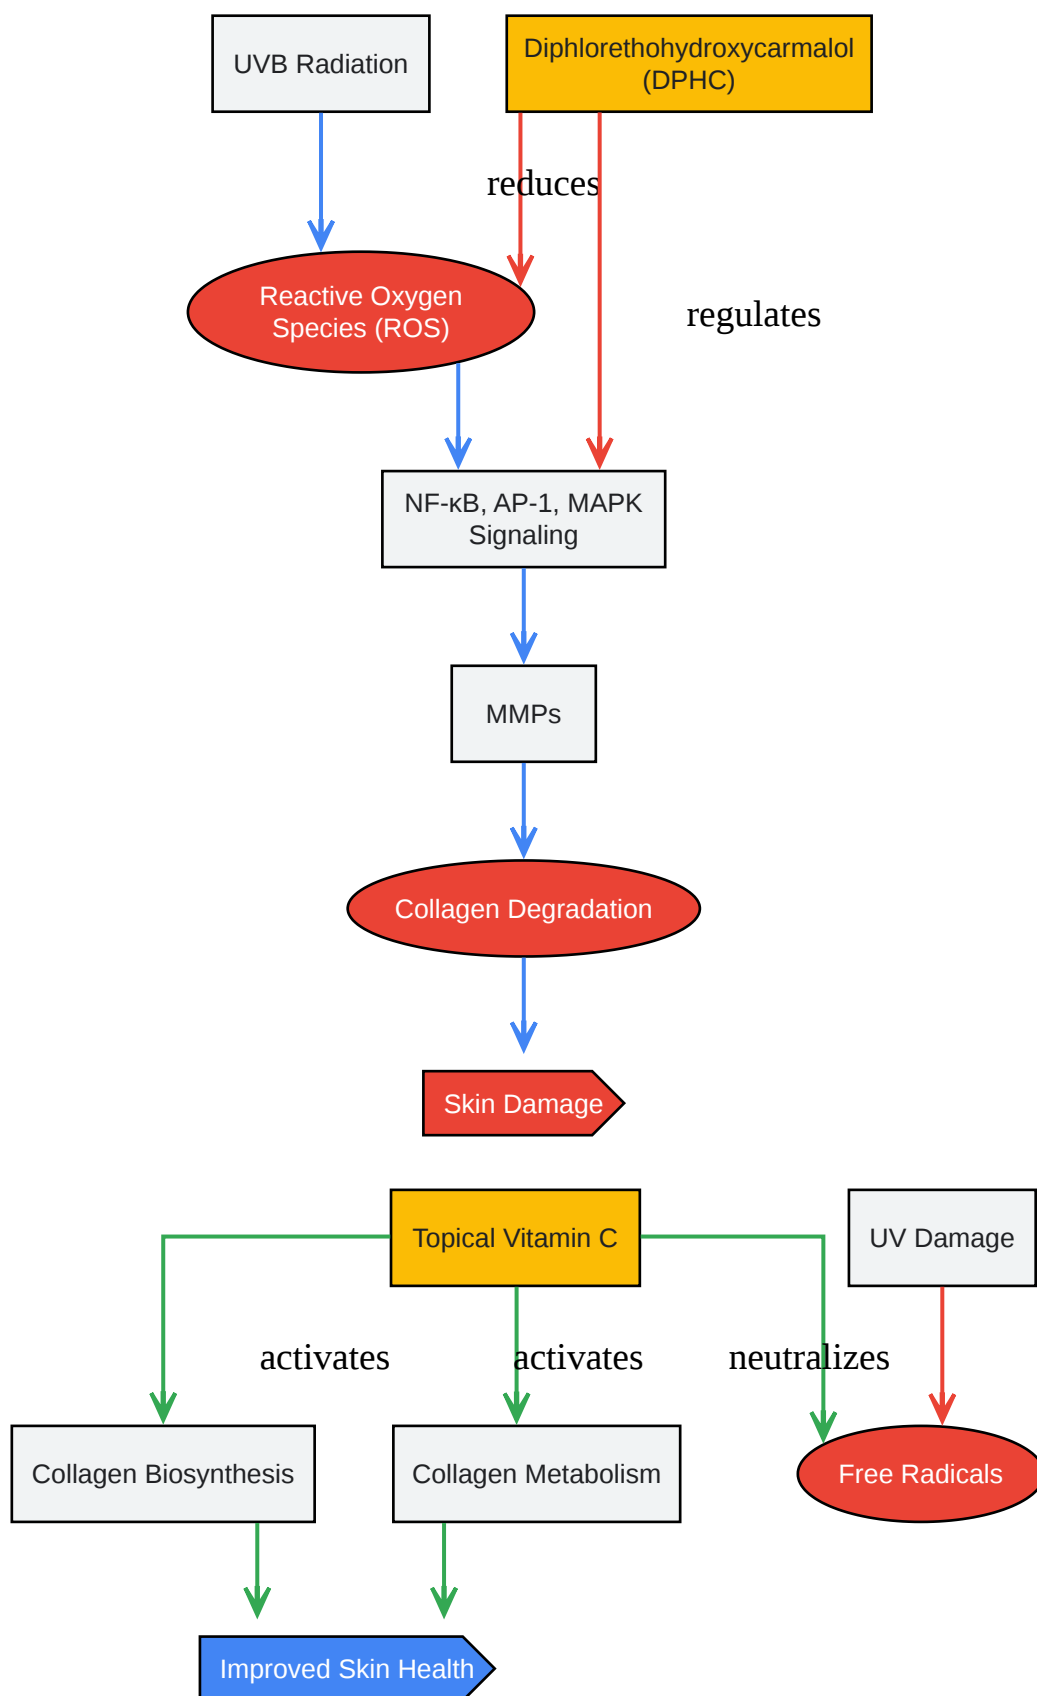 UVB Radiation
Diphlorethohydroxycarmalol
(DPHC)
reduces
Reactive Oxygen
Species (ROS)
regulates
NF-κB, AP-1, MAPK
Signaling
MMPs
Collagen Degradation
Skin Damage
Topical Vitamin C
UV Damage
activates
activates
neutralizes
Collagen Biosynthesis
Collagen Metabolism
Free Radicals
Improved Skin Health